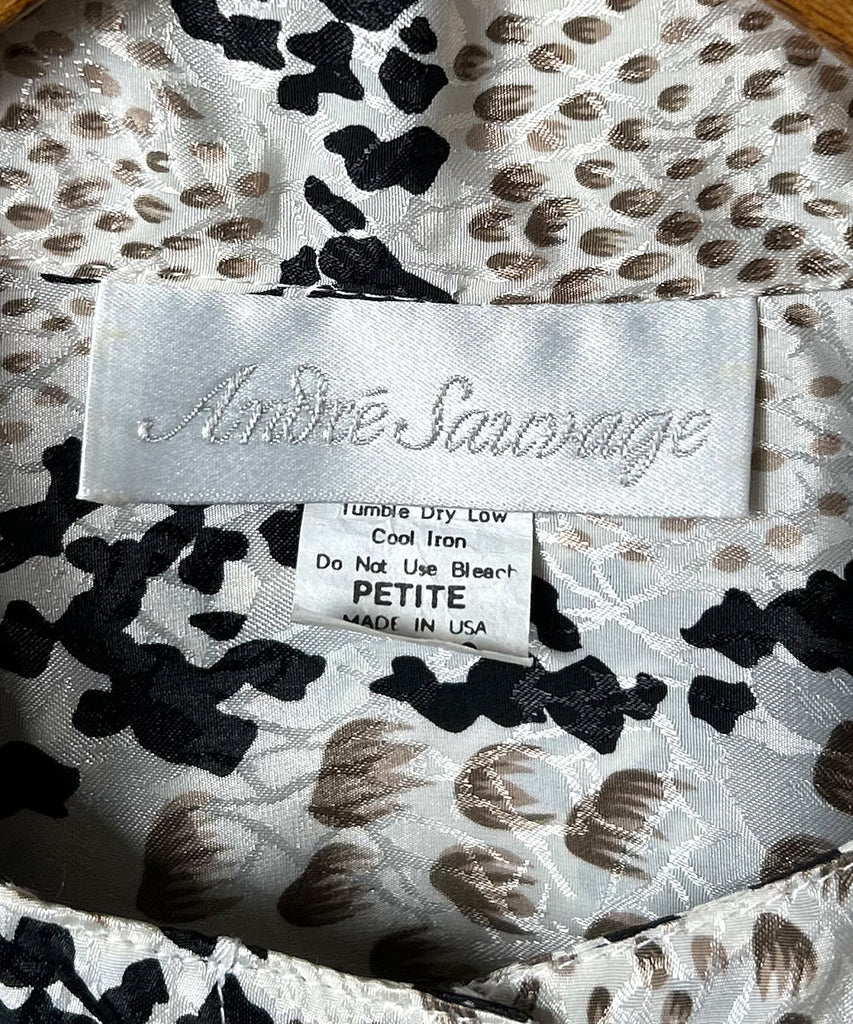 André Sauvage
Tumble Dry Low
Cool Iron
Do Not Use Bleach
PETITE
MADE IN USA